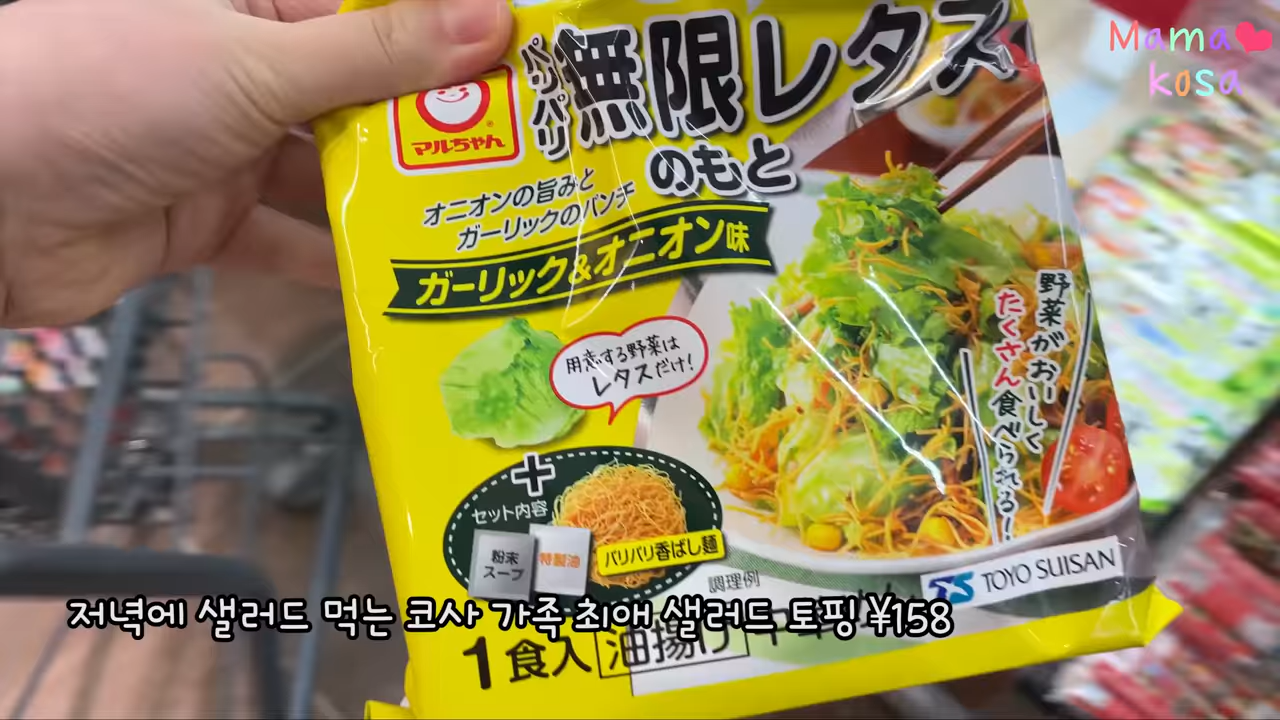 Mama
kosa
パリパリ
無限レタス
のもと
マルちゃん
オニオンの旨みと
ガーリックのパンチ
ガーリック&オニオン味
用意する野菜は
レタスだけ!
野菜がおいしく
たくさん食べられる!
+
セット内容
粉末
スープ
特製油
パリパリ香ばし麺
調理例
TS TOYO SUISAN
저녁에 샐러드 먹는 코사 가족 최애 샐러드 토핑 ¥158
1食入 油揚げ